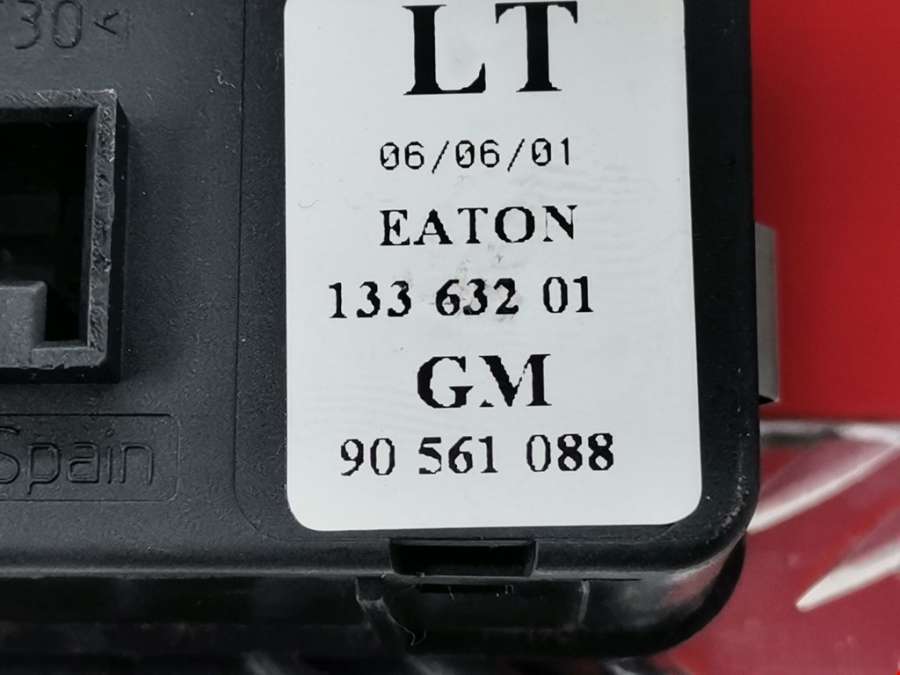 30<
LT
06/06/01
EATON
133 632 01
GM
90 561 088
Spain